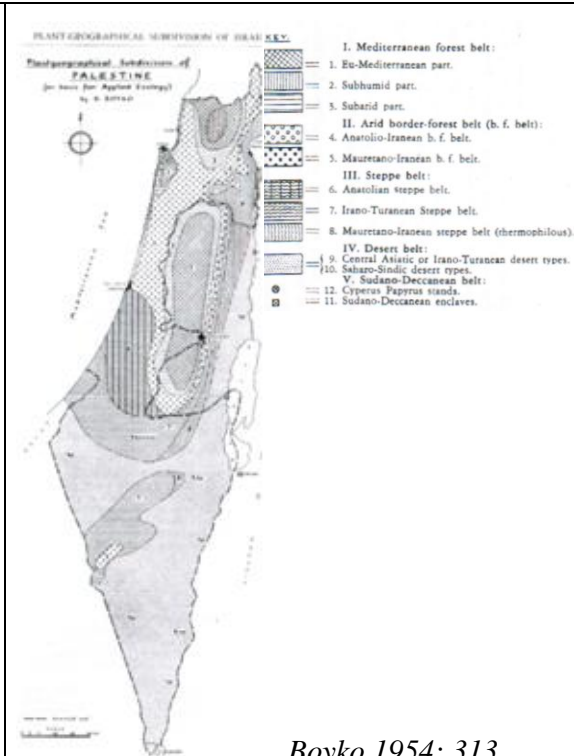 PLANT-GEOGRAPHICAL SUBDIVISION OF ISRAEL
Plantgeographical Subdivision of
PALESTINE
(as basis for Applied Ecology)
by H. BOYKO
KEY:
I. Mediterranean forest belt:
1. Eu-Mediterranean part.
2. Subhumid part.
3. Subarid part.
II. Arid border-forest belt (b. f. belt):
4. Anatolio-Iranean b. f. belt.
5. Mauretano-Iranean b. f. belt.
III. Steppe belt:
6. Anatolian steppe belt.
7. Irano-Turanean Steppe belt.
8. Mauretano-Iranean steppe belt (thermophilous).
IV. Desert belt:
9. Central Asiatic or Irano-Turanean desert types.
10. Saharo-Sindic desert types.
V. Sudano-Deccanean belt:
12. Cyperus Papyrus stands.
11. Sudano-Deccanean enclaves.
Boyko 1954: 313